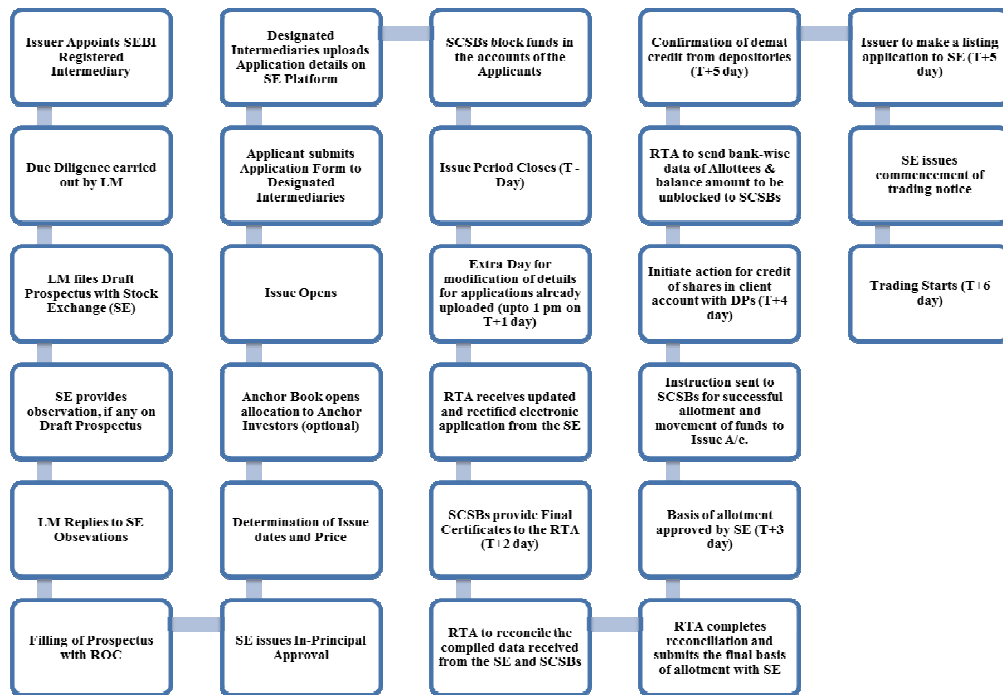 Issuer Appoints SEBI
Registered
Intermediary
Due Diligence carried
out by LM
LM files Draft
Prospectus with Stock
Exchange (SE)
SE provides
observation, if any on
Draft Prospectus
LM Replies to SE
Obsevations
Filling of Prospectus
with ROC
SE issues In-Principal
Approval
Determination of Issue
dates and Price
Anchor Book opens
allocation to Anchor
Investors (optional)
Issue Opens
Applicant submits
Application Form to
Designated
Intermediaries
Designated
Intermediaries uploads
Application details on
SE Platform
SCSBs block funds in
the accounts of the
Applicants
Issue Period Closes (T -
Day)
Extra Day for
modification of details
for applications already
uploaded (upto 1 pm on
T+1 day)
RTA receives updated
and rectified electronic
application from the SE
SCSBs provide Final
Certificates to the RTA
(T+2 day)
RTA to reconcile the
compiled data received
from the SE and SCSBs
RTA completes
reconciliation and
submits the final basis
of allotment with SE
Basis of allotment
approved by SE (T+3
day)
Instruction sent to
SCSBs for successful
allotment and
movement of funds to
Issue A/c.
Initiate action for credit
of shares in client
account with DPs (T+4
day)
RTA to send bank-wise
data of Allottees &
balance amount to be
unblocked to SCSBs
Confirmation of demat
credit from depositories
(T+5 day)
Issuer to make a listing
application to SE (T+5
day)
SE issues
commencement of
trading notice
Trading Starts (T+6
day)